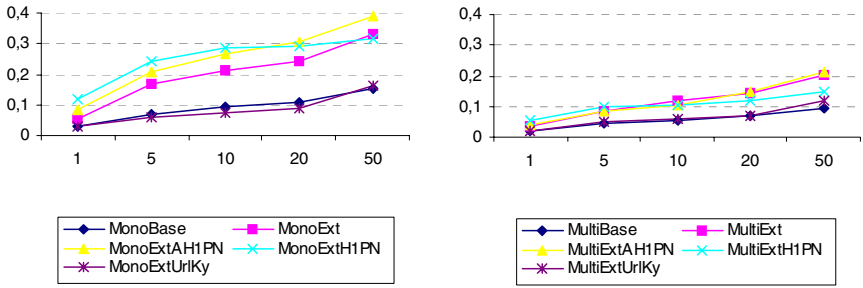 0,4
0,3
0,2
0,1
0
1 5 10 20 50
MonoBase MonoExt
MonoExtAH1PN MonoExtH1PN
MonoExtUrlKy
0,4
0,3
0,2
0,1
0
1 5 10 20 50
MultiBase MultiExt
MultiExtAH1PN MultiExtH1PN
MultiExtUrlKy